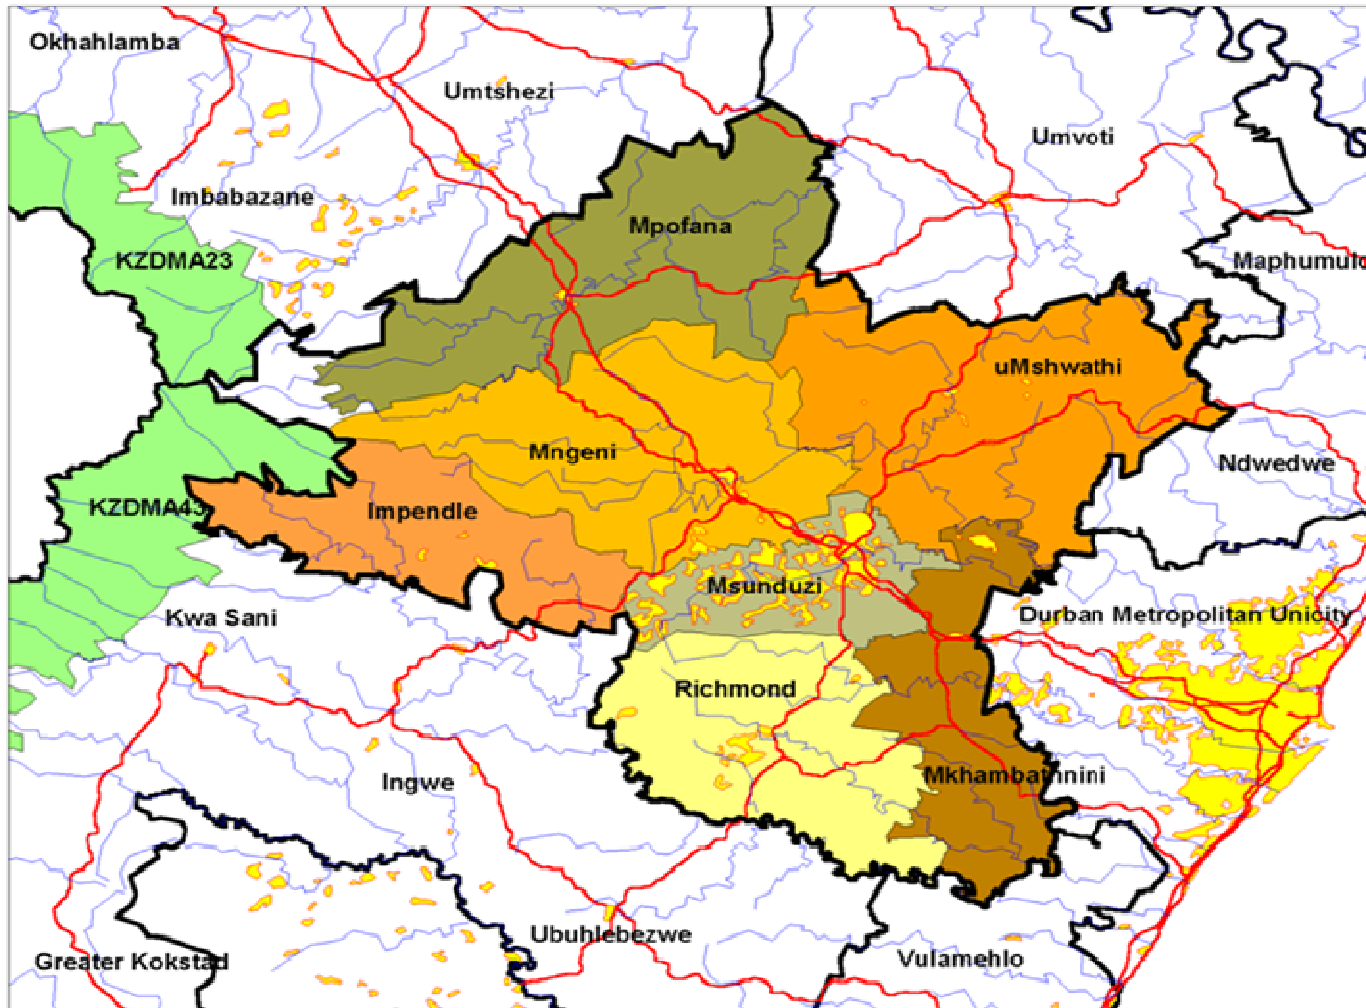 Okhahlamba
Umtshezi
Umvoti
Imbabazane
Mpofana
KZDMA23
Maphumulo
uMshwathi
Mngeni
Ndwedwe
KZDMA43
Impendle
Msunduzi
Kwa Sani
Durban Metropolitan Unicity
Richmond
Ingwe
Mkhambathnini
Ubuhlebezwe
Greater Kokstad
Vulamehlo